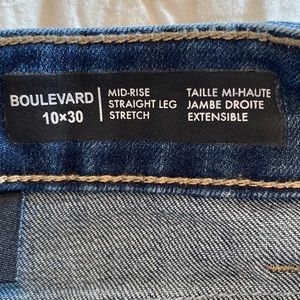 BOULEVARD
10×30
MID-RISE
STRAIGHT LEG
STRETCH
TAILLE MI-HAUTE
JAMBE DROITE
EXTENSIBLE